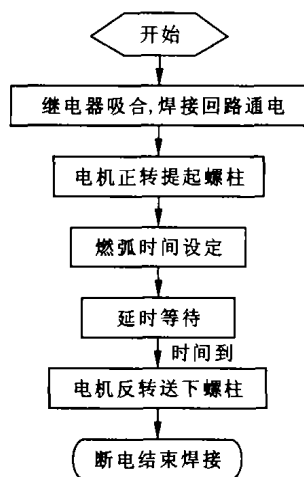 开始
继电器吸合,焊接回路通电
电机正转提起螺柱
燃弧时间设定
延时等待
时间到
电机反转送下螺柱
断电结束焊接